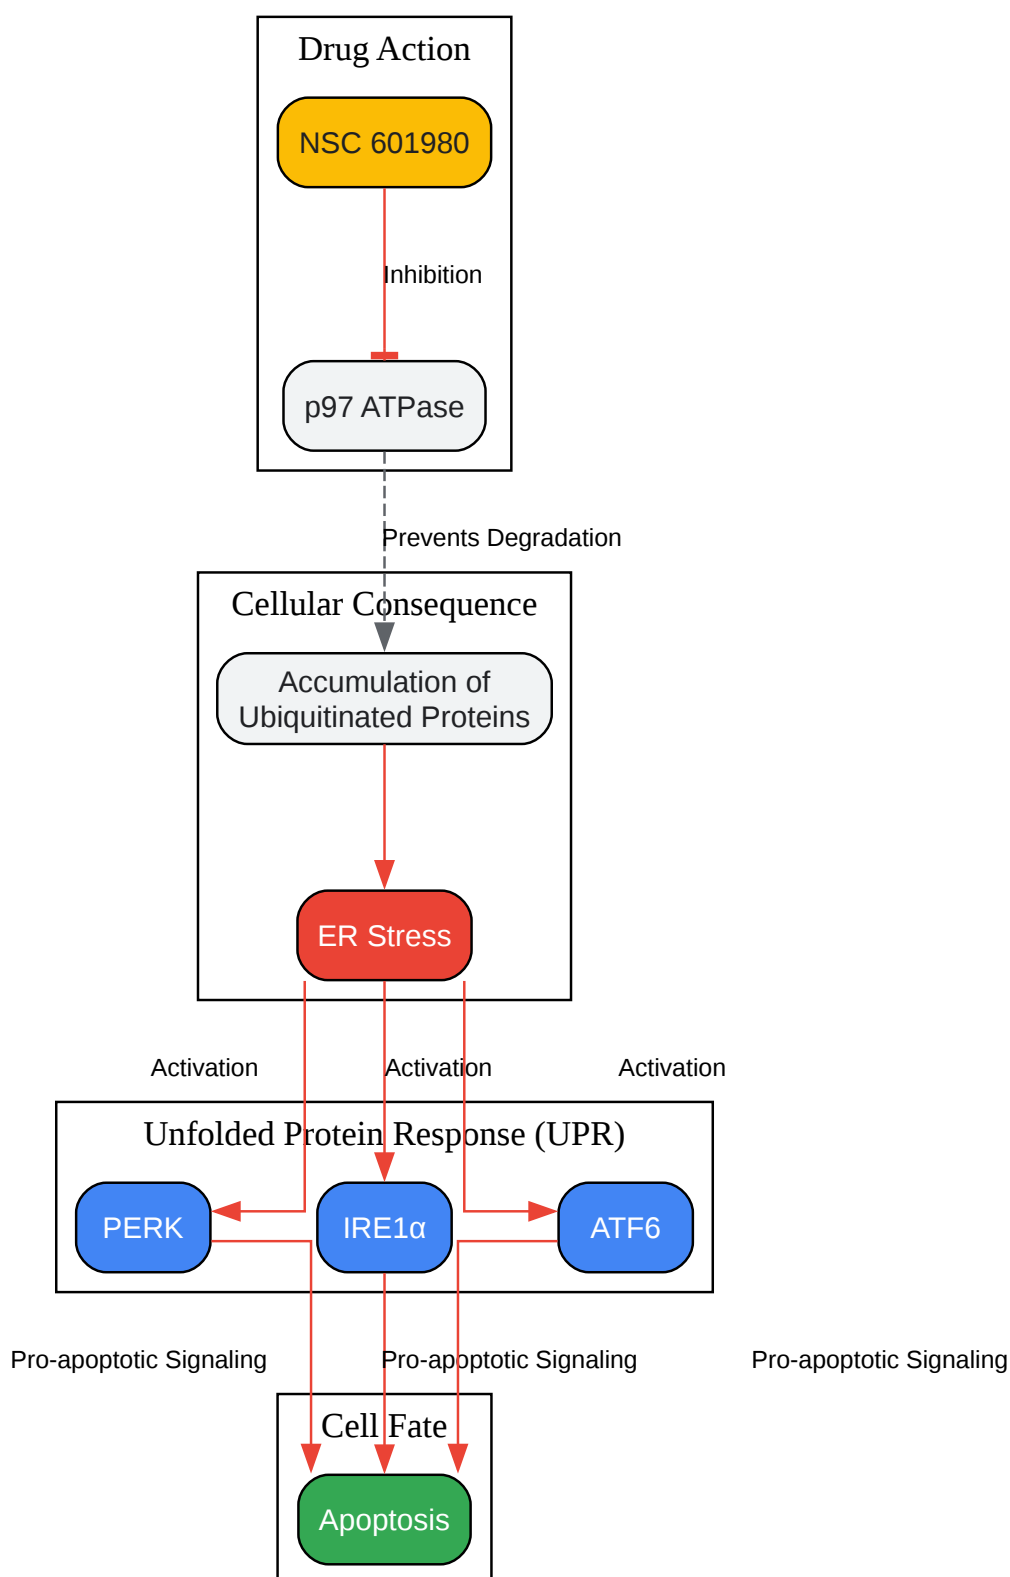 Drug Action
NSC 601980
Inhibition
p97 ATPase
Prevents Degradation
Cellular Consequence
Accumulation of
Ubiquitinated Proteins
ER Stress
Activation
Activation
Activation
Unfolded Protein Response (UPR)
PERK
IRE1α
ATF6
Pro-apoptotic Signaling
Pro-apoptotic Signaling
Pro-apoptotic Signaling
Cell Fate
Apoptosis